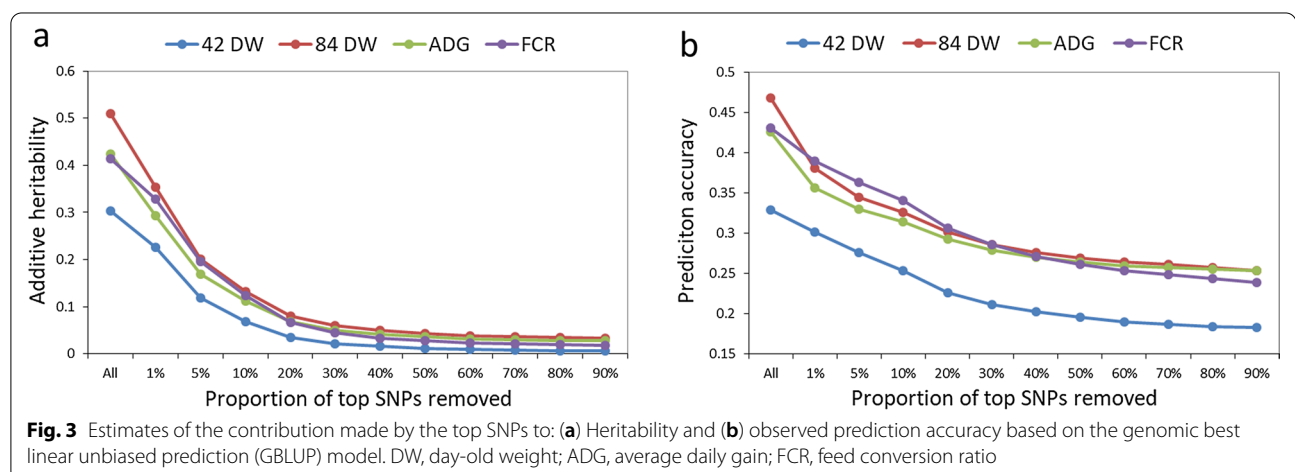 a
42 DW 84 DW ADG FCR
0.6
0.5
0.4
0.3
0.2
0.1
0
Additive heritability
All 1% 5% 10% 20% 30% 40% 50% 60% 70% 80% 90%
Proportion of top SNPs removed
b
42 DW 84 DW ADG FCR
0.5
0.45
0.4
0.35
0.3
0.25
0.2
0.15
Prediciton accuracy
All 1% 5% 10% 20% 30% 40% 50% 60% 70% 80% 90%
Proportion of top SNPs removed
Fig. 3 Estimates of the contribution made by the top SNPs to: (a) Heritability and (b) observed prediction accuracy based on the genomic best
linear unbiased prediction (GBLUP) model. DW, day-old weight; ADG, average daily gain; FCR, feed conversion ratio